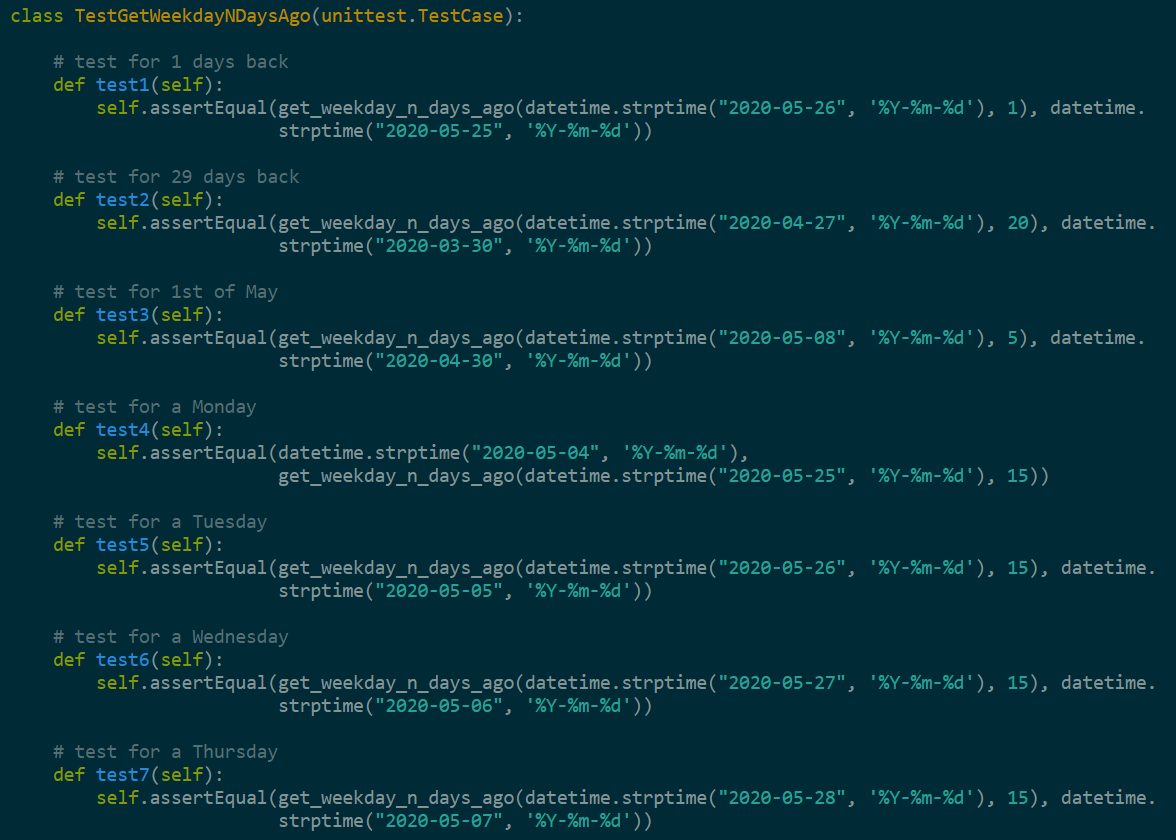 class TestGetWeekdayNDaysAgo(unittest.TestCase):
# test for 1 days back
def test1(self):
self.assertEqual(get_weekday_n_days_ago(datetime.strptime("2020-05-26", '%Y-%m-%d'), 1), datetime.
strptime("2020-05-25", '%Y-%m-%d'))
# test for 29 days back
def test2(self):
self.assertEqual(get_weekday_n_days_ago(datetime.strptime("2020-04-27", '%Y-%m-%d'), 20), datetime.
strptime("2020-03-30", '%Y-%m-%d'))
# test for 1st of May
def test3(self):
self.assertEqual(get_weekday_n_days_ago(datetime.strptime("2020-05-08", '%Y-%m-%d'), 5), datetime.
strptime("2020-04-30", '%Y-%m-%d'))
# test for a Monday
def test4(self):
self.assertEqual(datetime.strptime("2020-05-04", '%Y-%m-%d'),
get_weekday_n_days_ago(datetime.strptime("2020-05-25", '%Y-%m-%d'), 15))
# test for a Tuesday
def test5(self):
self.assertEqual(get_weekday_n_days_ago(datetime.strptime("2020-05-26", '%Y-%m-%d'), 15), datetime.
strptime("2020-05-05", '%Y-%m-%d'))
# test for a Wednesday
def test6(self):
self.assertEqual(get_weekday_n_days_ago(datetime.strptime("2020-05-27", '%Y-%m-%d'), 15), datetime.
strptime("2020-05-06", '%Y-%m-%d'))
# test for a Thursday
def test7(self):
self.assertEqual(get_weekday_n_days_ago(datetime.strptime("2020-05-28", '%Y-%m-%d'), 15), datetime.
strptime("2020-05-07", '%Y-%m-%d'))